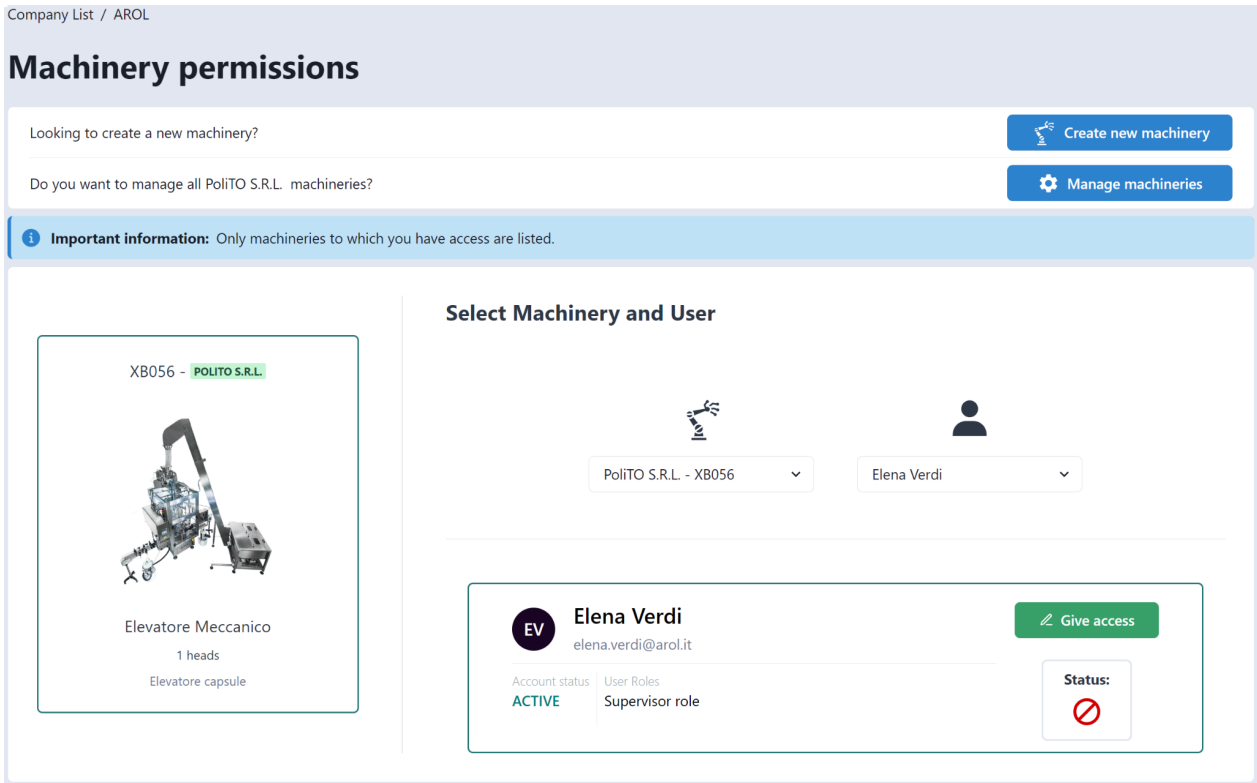 Company List / AROL
Machinery permissions
Looking to create a new machinery?
Create new machinery
Do you want to manage all PoliTO S.R.L. machineries?
Manage machineries
Important information: Only machineries to which you have access are listed.
XB056 - POLITO S.R.L.
Elevatore Meccanico
1 heads
Elevatore capsule
Select Machinery and User
PoliTO S.R.L. - XB056
Elena Verdi
EV
Elena Verdi
elena.verdi@arol.it
Give access
Account status
ACTIVE
User Roles
Supervisor role
Status: